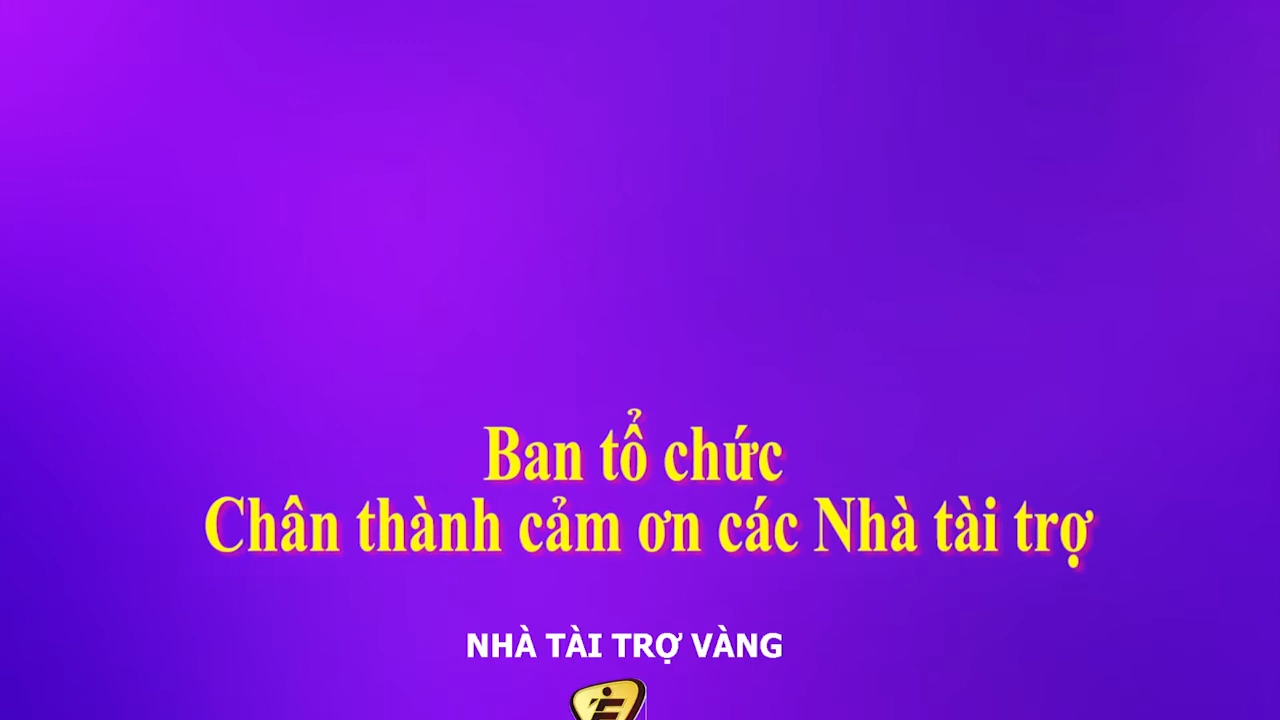 Ban tổ chức
Chân thành cảm ơn các Nhà tài trợ
NHÀ TÀI TRỢ VÀNG